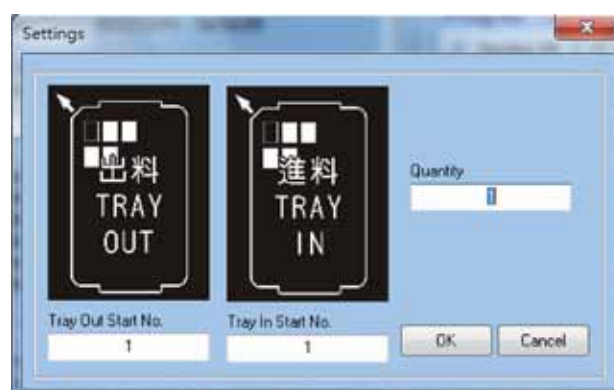 Settings
出料
TRAY
OUT
進料
TRAY
IN
Quantity
1
Tray Out Start No.
1
Tray In Start No.
1
OK
Cancel